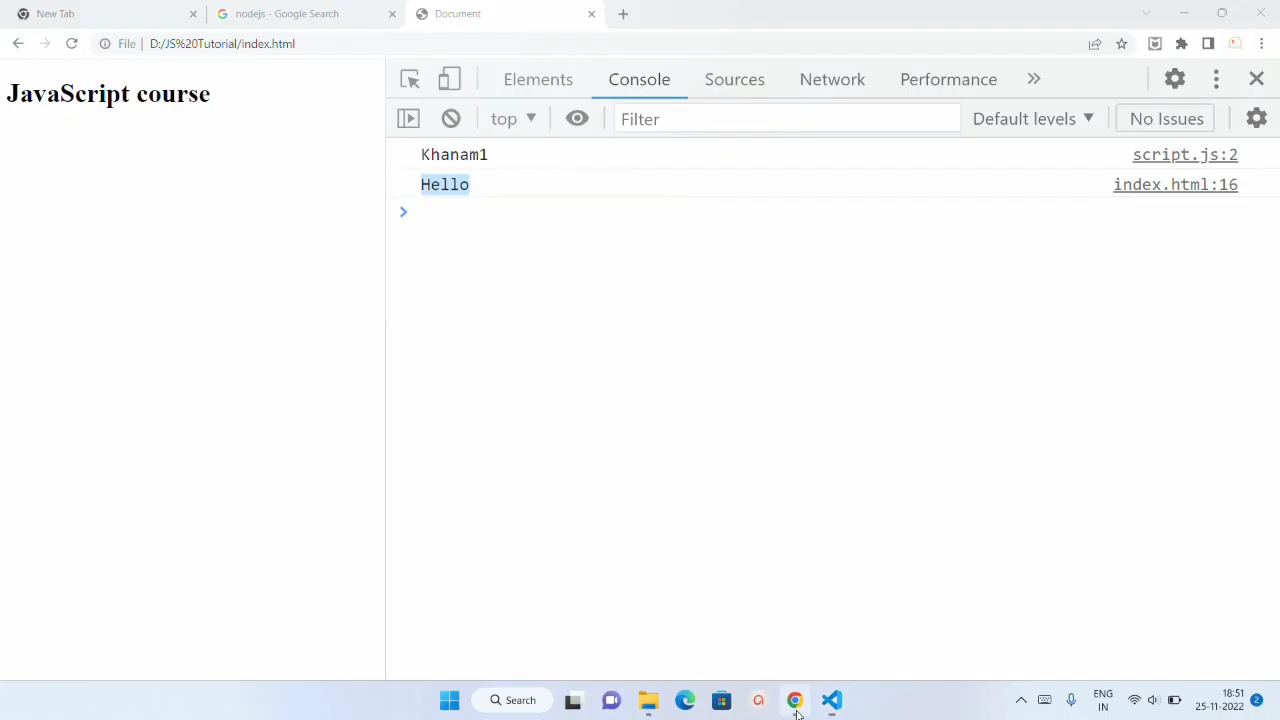 New Tab
nodejs - Google Search
Document
File
D:/JS%20Tutorial/index.html
JavaScript course
Elements
Console
Sources
Network
Performance
top
Filter
Default levels
No Issues
Khanam1
script.js:2
Hello
index.html:16
Search
ENG
IN
18:51
25-11-2022
2